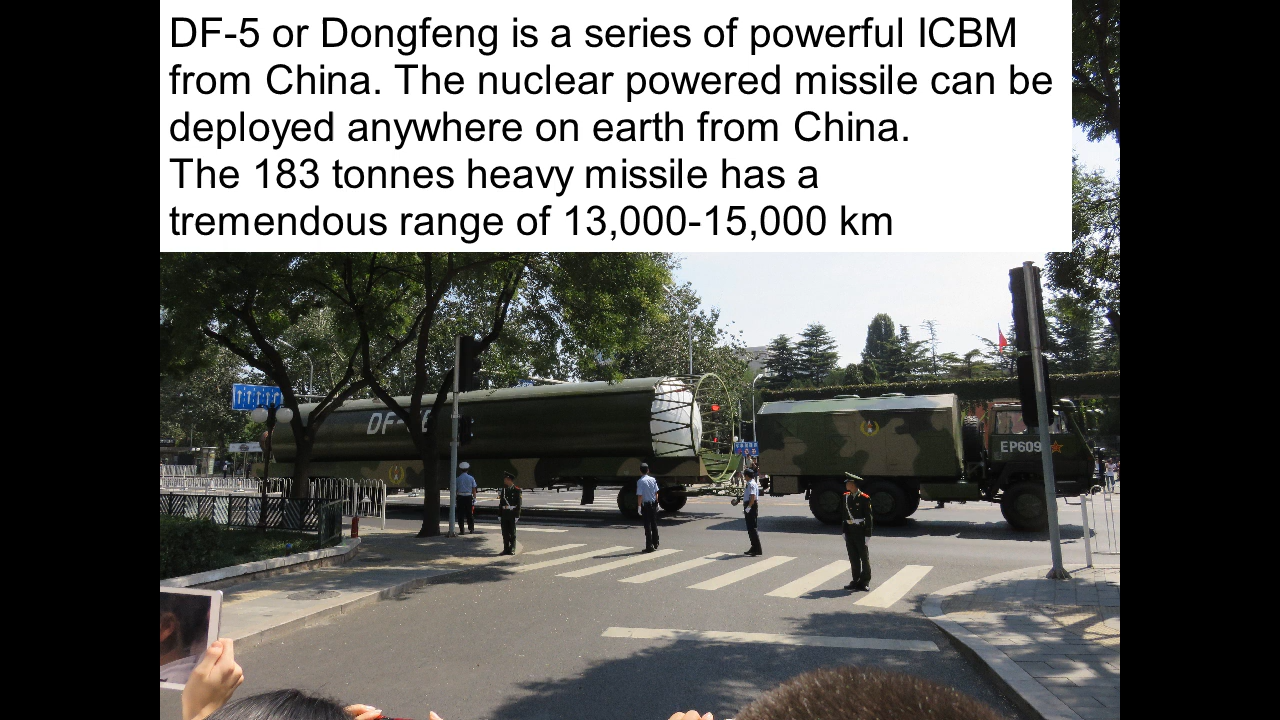 DF-5 or Dongfeng is a series of powerful ICBM
from China. The nuclear powered missile can be
deployed anywhere on earth from China.
The 183 tonnes heavy missile has a
tremendous range of 13,000-15,000 km
EP609